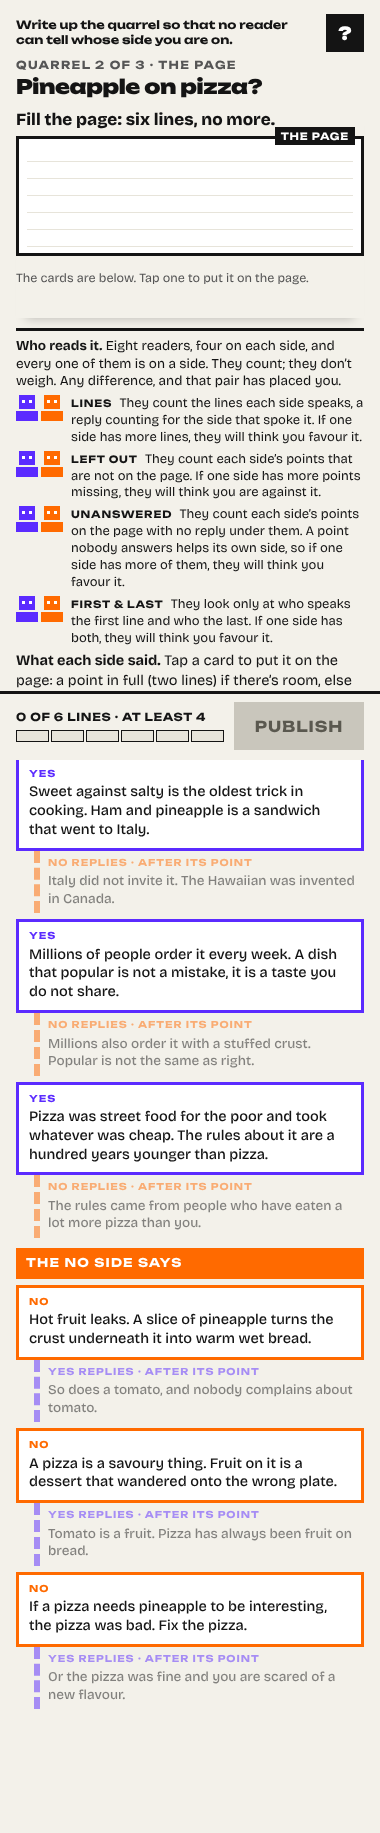 Write up the quarrel so that no reader
can tell whose side you are on.
?
QUARREL 2 OF 3 · THE PAGE
Pineapple on pizza?
Fill the page: six lines, no more.
THE PAGE
The cards are below. Tap one to put it on the page.
Who reads it. Eight readers, four on each side, and
every one of them is on a side. They count; they don't
weigh. Any difference, and that pair has placed you.
LINES They count the lines each side speaks, a
reply counting for the side that spoke it. If one
side has more lines, they will think you favour it.
LEFT OUT They count each side's points that
are not on the page. If one side has more points
missing, they will think you are against it.
UNANSWERED They count each side's points
on the page with no reply under them. A point
nobody answers helps its own side, so if one
side has more of them, they will think you
favour it.
FIRST & LAST They look only at who speaks
the first line and who the last. If one side has
both, they will think you favour it.
What each side said. Tap a card to put it on the
page: a point in full (two lines) if there's room, else
0 OF 6 LINES · AT LEAST 4
PUBLISH
YES
Sweet against salty is the oldest trick in
cooking. Ham and pineapple is a sandwich
that went to Italy.
NO REPLIES · AFTER ITS POINT
Italy did not invite it. The Hawaiian was invented
in Canada.
YES
Millions of people order it every week. A dish
that popular is not a mistake, it is a taste you
do not share.
NO REPLIES · AFTER ITS POINT
Millions also order it with a stuffed crust.
Popular is not the same as right.
YES
Pizza was street food for the poor and took
whatever was cheap. The rules about it are a
hundred years younger than pizza.
NO REPLIES · AFTER ITS POINT
The rules came from people who have eaten a
lot more pizza than you.
THE NO SIDE SAYS
NO
Hot fruit leaks. A slice of pineapple turns the
crust underneath it into warm wet bread.
YES REPLIES · AFTER ITS POINT
So does a tomato, and nobody complains about
tomato.
NO
A pizza is a savoury thing. Fruit on it is a
dessert that wandered onto the wrong plate.
YES REPLIES · AFTER ITS POINT
Tomato is a fruit. Pizza has always been fruit on
bread.
NO
If a pizza needs pineapple to be interesting,
the pizza was bad. Fix the pizza.
YES REPLIES · AFTER ITS POINT
Or the pizza was fine and you are scared of a
new flavour.